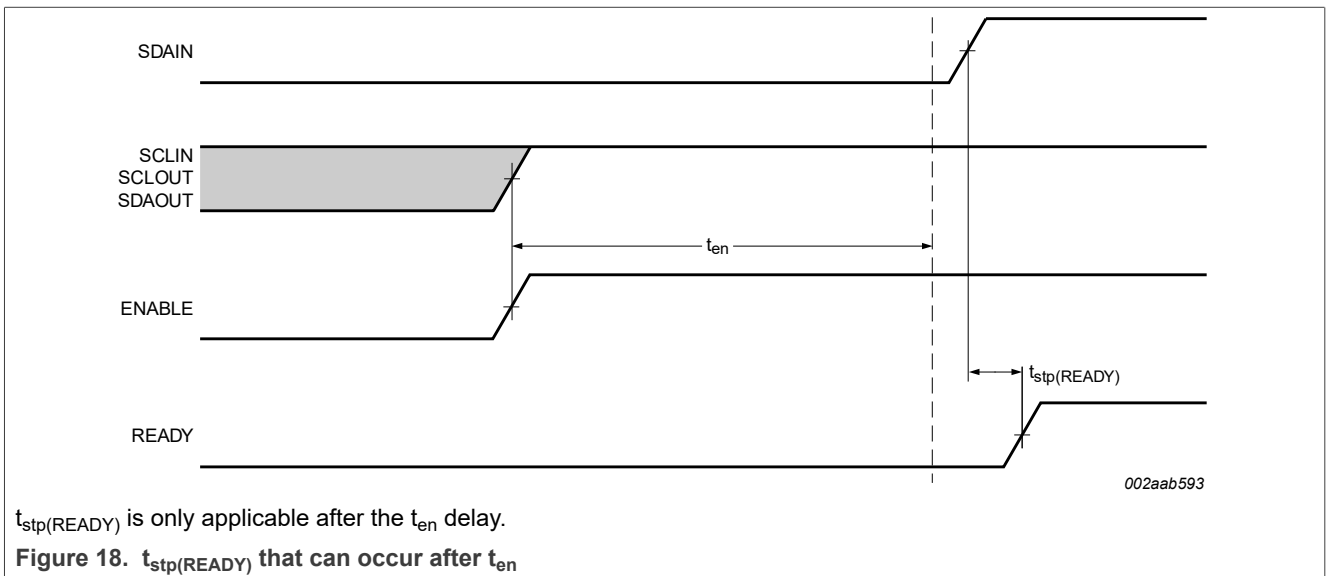 SDAIN
SCLIN
SCLOUT
SDAOUT
ten
ENABLE
tstp(READY)
READY
002aab593
tstp(READY) is only applicable after the ten delay.
Figure 18. tstp(READY) that can occur after ten